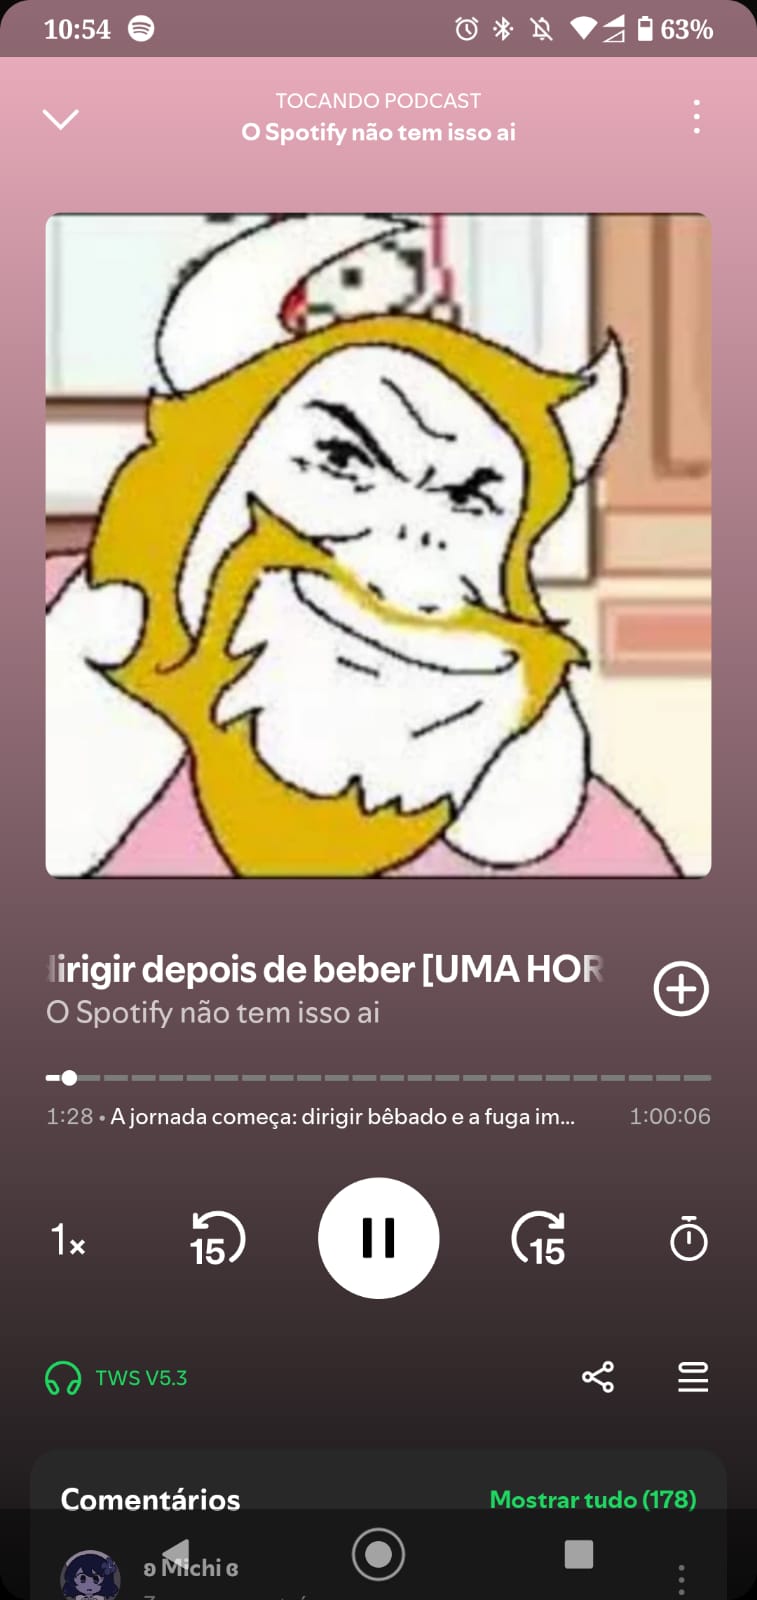 10:54
63%
TOCANDO PODCAST
O Spotify não tem isso ai
dirigir depois de beber [UMA HOR
O Spotify não tem isso ai
1:28 • A jornada começa: dirigir bêbado e a fuga im...
1:00:06
1x
15
15
TWS V5.3
Comentários
Mostrar tudo (178)
ʚ Michi ɞ